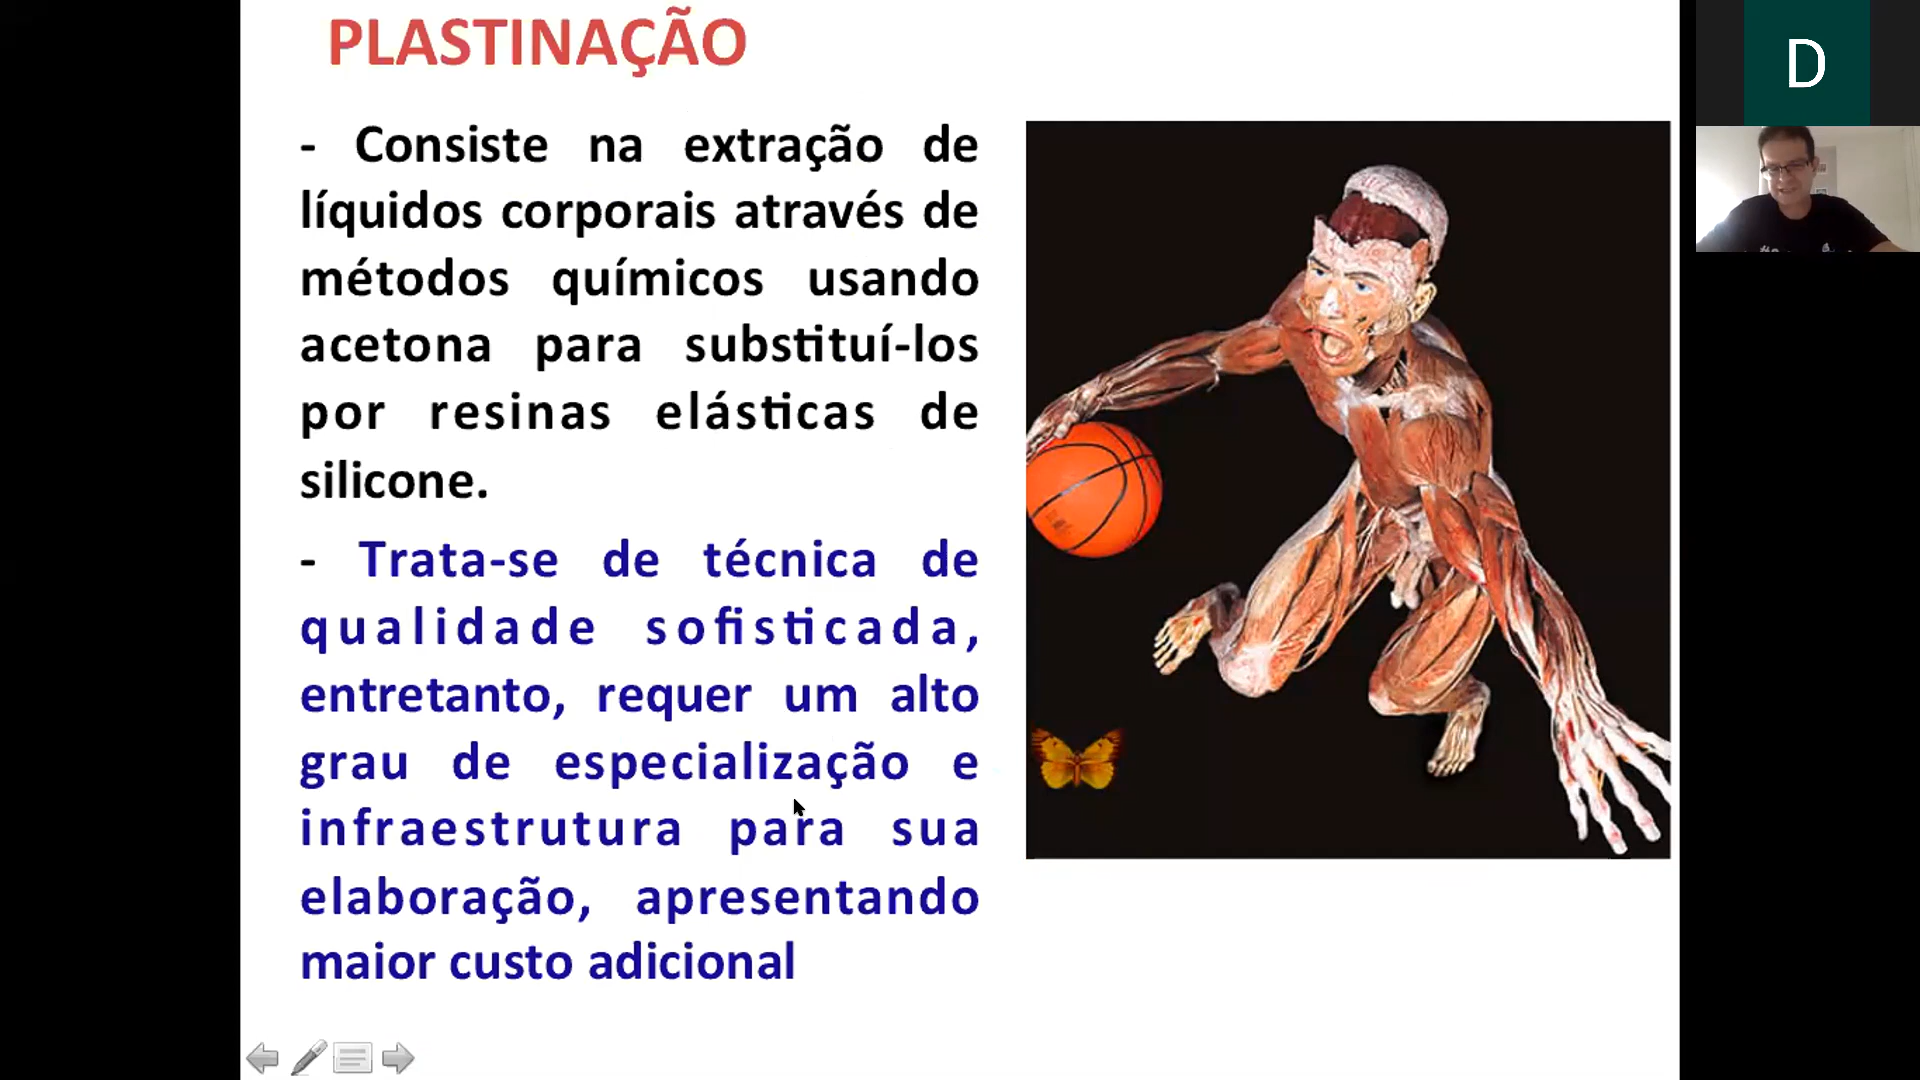 PLASTINAÇÃO
- Consiste na extração de
líquidos corporais através de
métodos químicos usando
acetona para substituí-los
por resinas elásticas de
silicone.
- Trata-se de técnica de
qualidade sofisticada,
entretanto, requer um alto
grau de especialização e
infraestrutura para sua
elaboração, apresentando
maior custo adicional
D